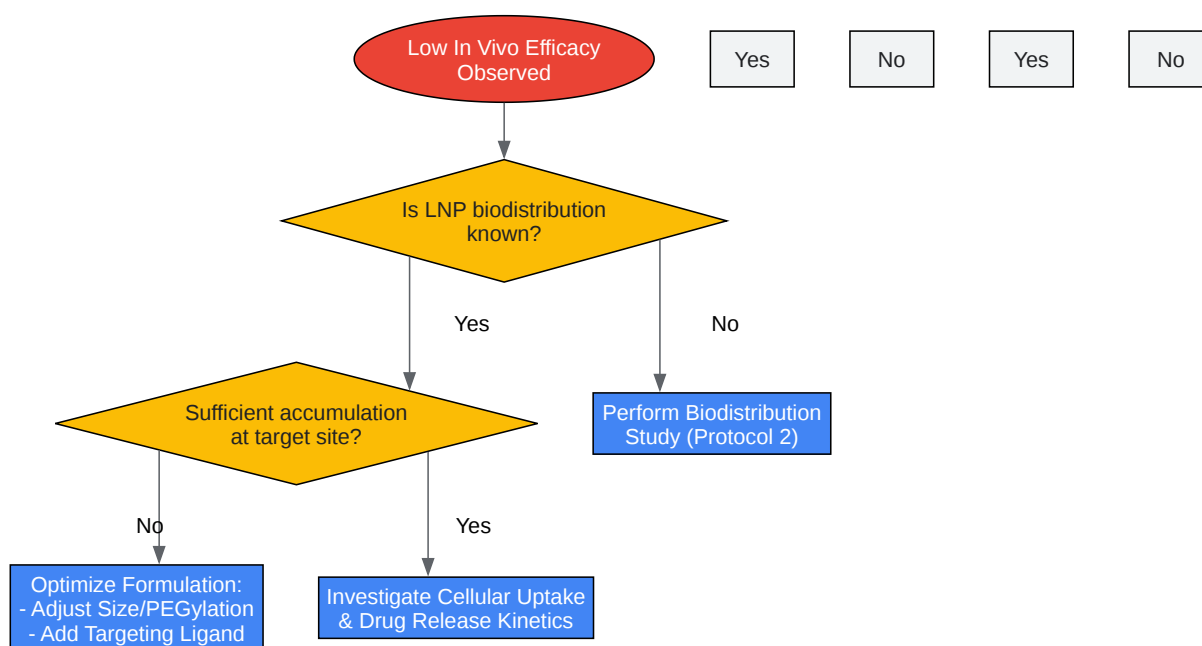 Low In Vivo Efficacy
Observed
Yes
No
Yes
No
Is LNP biodistribution
known?
Yes
No
Sufficient accumulation
at target site?
Perform Biodistribution
Study (Protocol 2)
No
Yes
Optimize Formulation:
- Adjust Size/PEGylation
- Add Targeting Ligand
Investigate Cellular Uptake
& Drug Release Kinetics